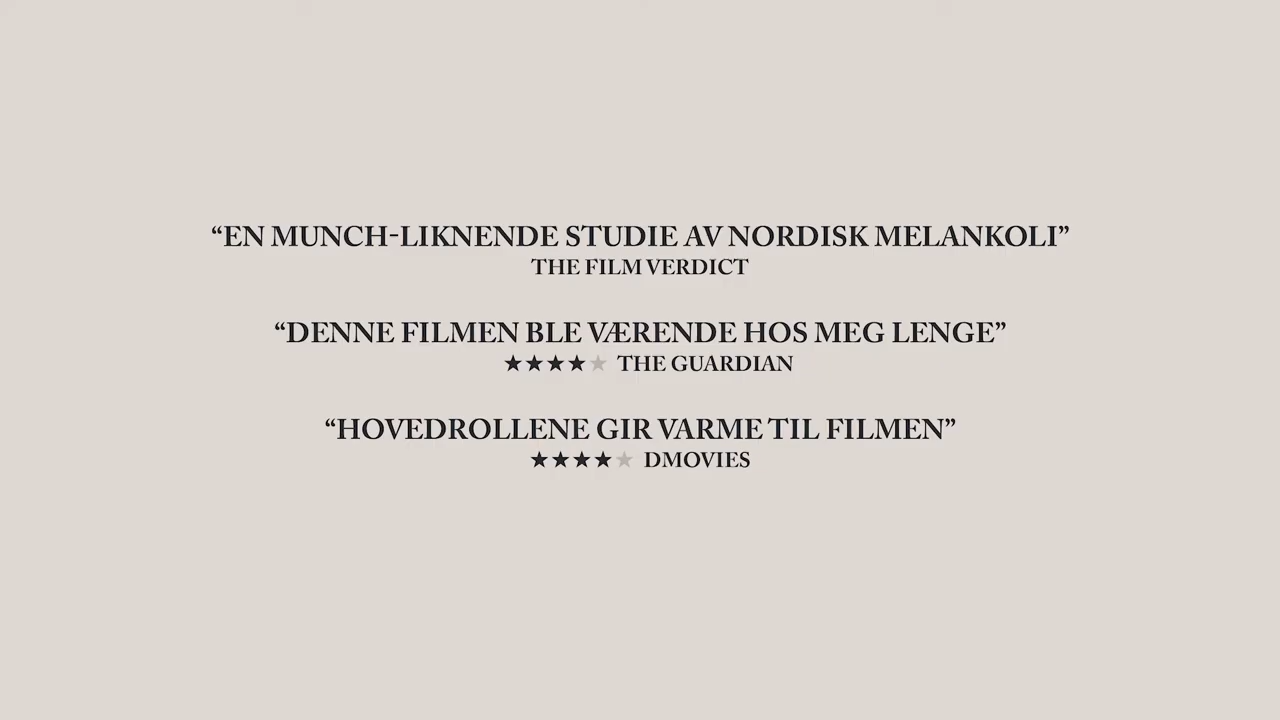 “EN MUNCH-LIKNENDE STUDIE AV NORDISK MELANKOLI”
THE FILM VERDICT
“DENNE FILMEN BLE VÆRENDE HOS MEG LENGE”
★★★★★ THE GUARDIAN
“HOVEDROLLENE GIR VARME TIL FILMEN”
★★★★★ DMOVIES